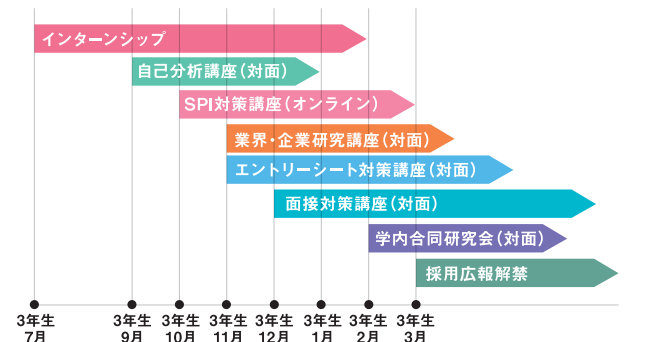 インターンシップ
自己分析講座（対面）
SPI対策講座（オンライン）
業界・企業研究講座（対面）
エントリーシート対策講座（対面）
面接対策講座（対面）
学内合同研究会（対面）
採用広報解禁
3年生 3年生 3年生 3年生 3年生 3年生 3年生 3年生
7月 9月 10月 11月 12月 1月 2月 3月